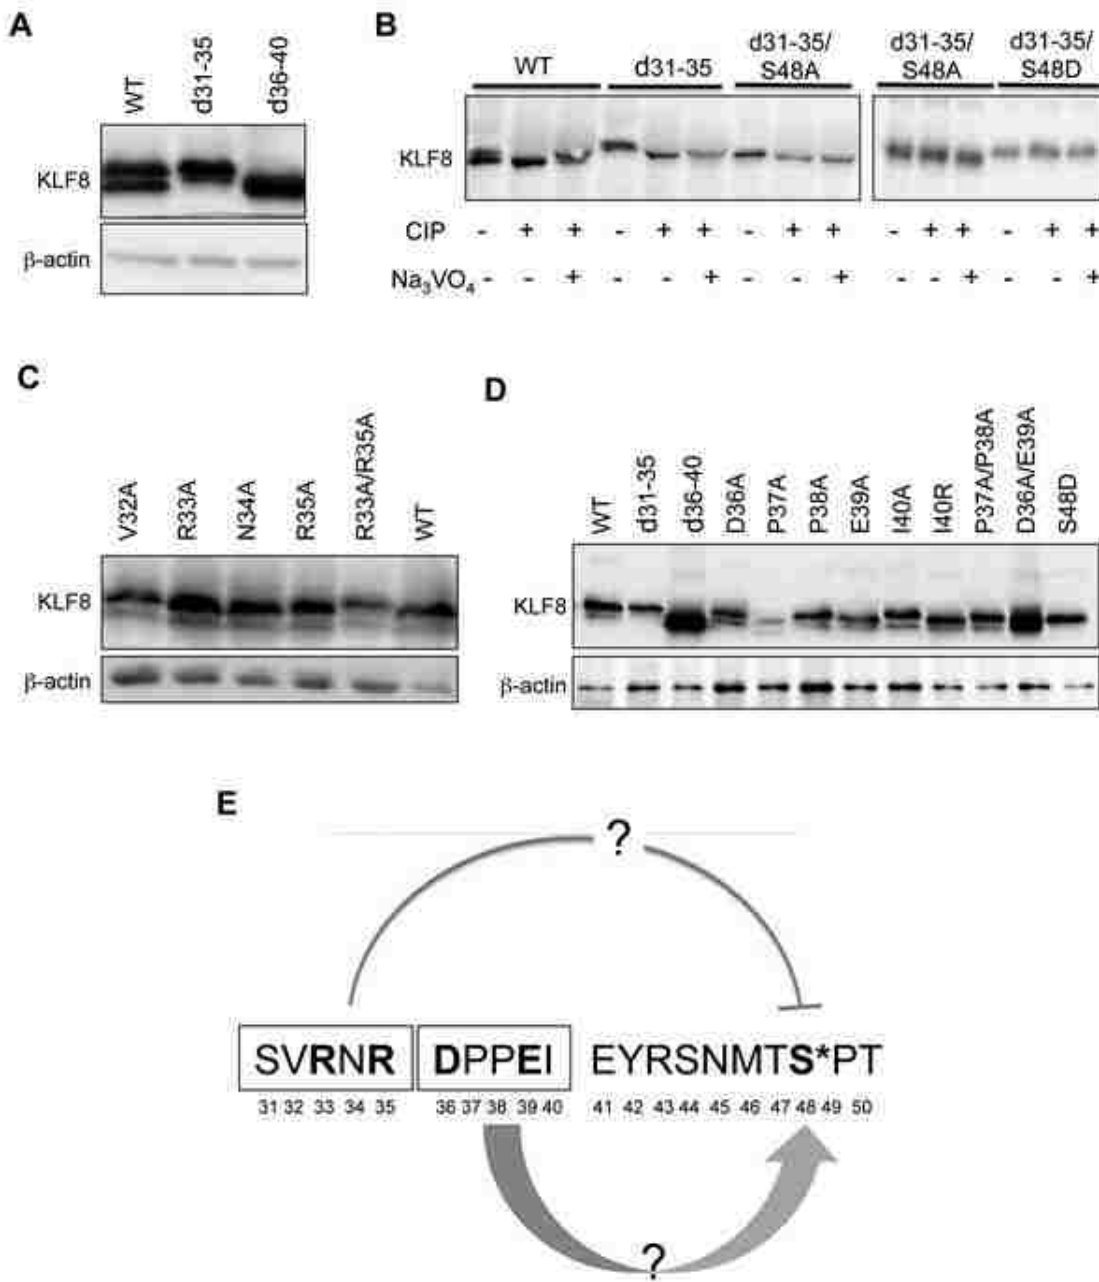 A
WT
d31-35
d36-40
KLF8
β-actin
B
WT
d31-35
d31-35/
S48A
d31-35/
S48A
d31-35/
S48D
KLF8
CIP - + + - + + - + + - + + - + +
Na₃VO₄ - - + - - + - - + - - + - - +
C
V32A
R33A
N34A
R35A
R33A/R35A
WT
KLF8
β-actin
D
WT
d31-35
d36-40
D36A
P37A
P38A
E39A
I40A
I40R
P37A/P38A
D36A/E39A
S48D
KLF8
β-actin
E
?
SVRNR DPPEI EYRSNMTS*PT
31 32 33 34 35 36 37 38 39 40 41 42 43 44 45 46 47 48 49 50
?